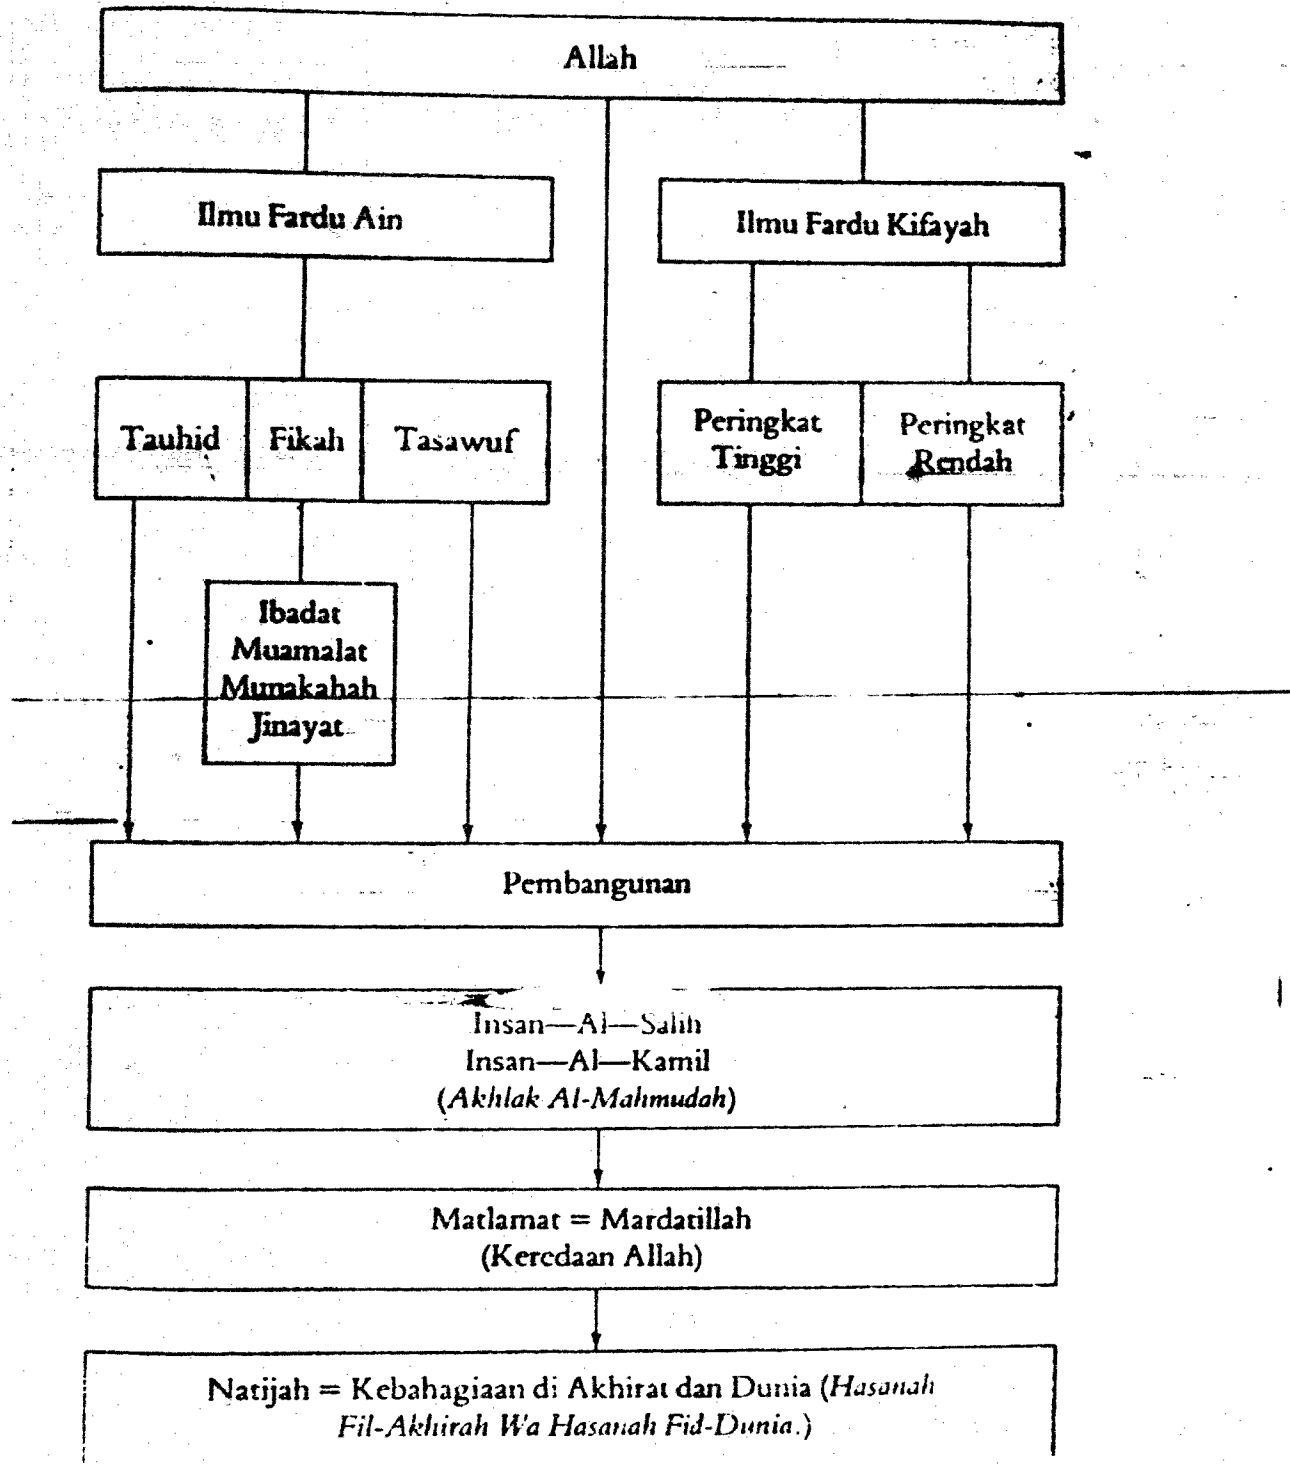 Allah
Ilmu Fardu Ain
Ilmu Fardu Kifayah
Tauhid
Fikah
Tasawuf
Peringkat
Tinggi
Peringkat
Rendah
Ibadat
Muamalat
Munakahah
Jinayat
Pembangunan
Insan—Al—Salih
Insan—Al—Kamil
(Akhlak Al-Mahmudah)
Matlamat = Mardatillah
(Keredaan Allah)
Natijah = Kebahagiaan di Akhirat dan Dunia (Hasanah
Fil-Akhirah Wa Hasanah Fid-Dunia.)